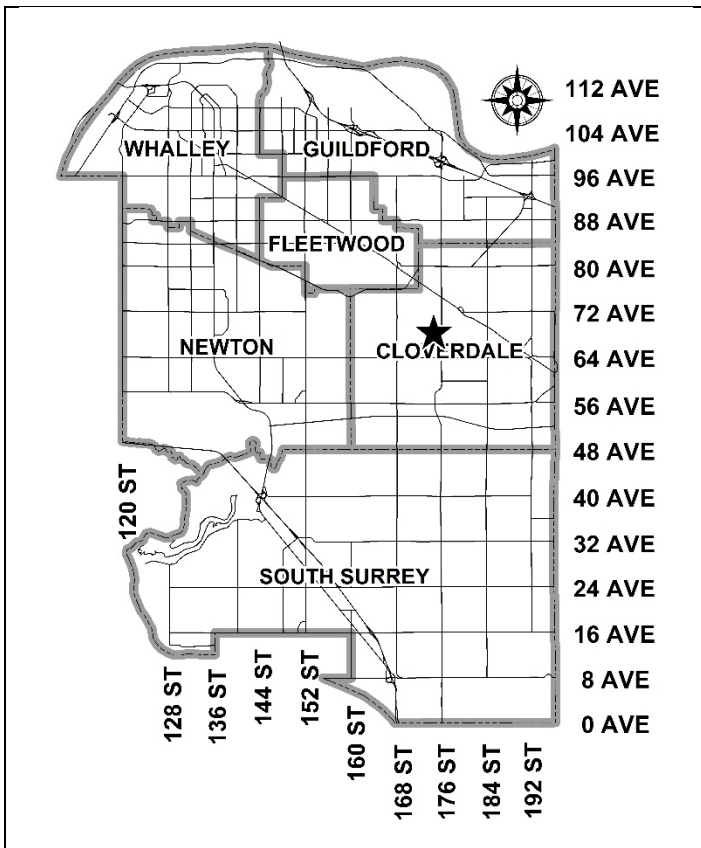 112 AVE
104 AVE
WHALLEY
GUILDFORD
96 AVE
88 AVE
FLEETWOOD
80 AVE
72 AVE
NEWTON
CLOVERDALE
64 AVE
56 AVE
48 AVE
120 ST
40 AVE
32 AVE
SOUTH SURREY
24 AVE
16 AVE
8 AVE
0 AVE
128 ST
136 ST
144 ST
152 ST
160 ST
168 ST
176 ST
184 ST
192 ST